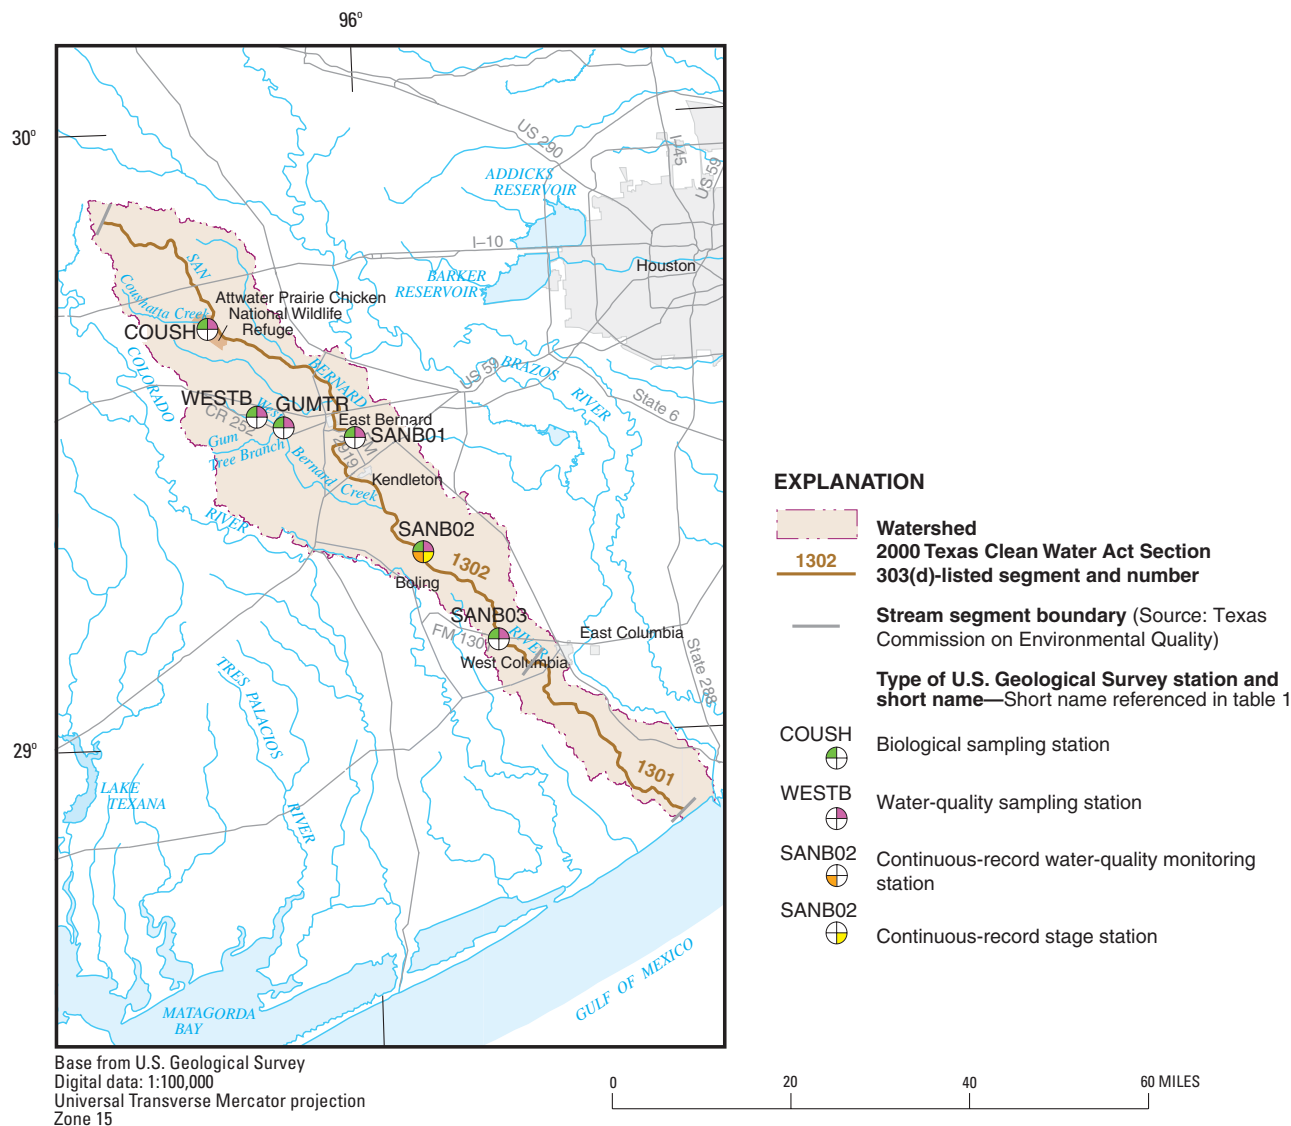 96°
30°
US 290
I–45
US 59
ADDICKS
RESERVOIR
I–10
Houston
BARKER
RESERVOIR
SAN
Coushatta Creek
Attwater Prairie Chicken
National Wildlife
Refuge
COUSH
COLORADO
BERNARD
US 59
BRAZOS
RIVER
State 6
WESTB
GUMTR
West
CR 252
East Bernard
SANB01
FM
2919
Gum
Tree Branch
Bernard Creek
Kendleton
RIVER
SANB02
1302
Boling
SANB03
FM 130
RIVER
East Columbia
West Columbia
State 288
TRES PALACIOS
RIVER
29°
1301
LAKE
TEXANA
MATAGORDA
BAY
GULF OF MEXICO
EXPLANATION
Watershed
1302
2000 Texas Clean Water Act Section
303(d)-listed segment and number
Stream segment boundary (Source: Texas
Commission on Environmental Quality)
Type of U.S. Geological Survey station and
short name—Short name referenced in table 1
COUSH
Biological sampling station
WESTB
Water-quality sampling station
SANB02
Continuous-record water-quality monitoring
station
SANB02
Continuous-record stage station
Base from U.S. Geological Survey
Digital data: 1:100,000
Universal Transverse Mercator projection
Zone 15
0 20 40 60 MILES